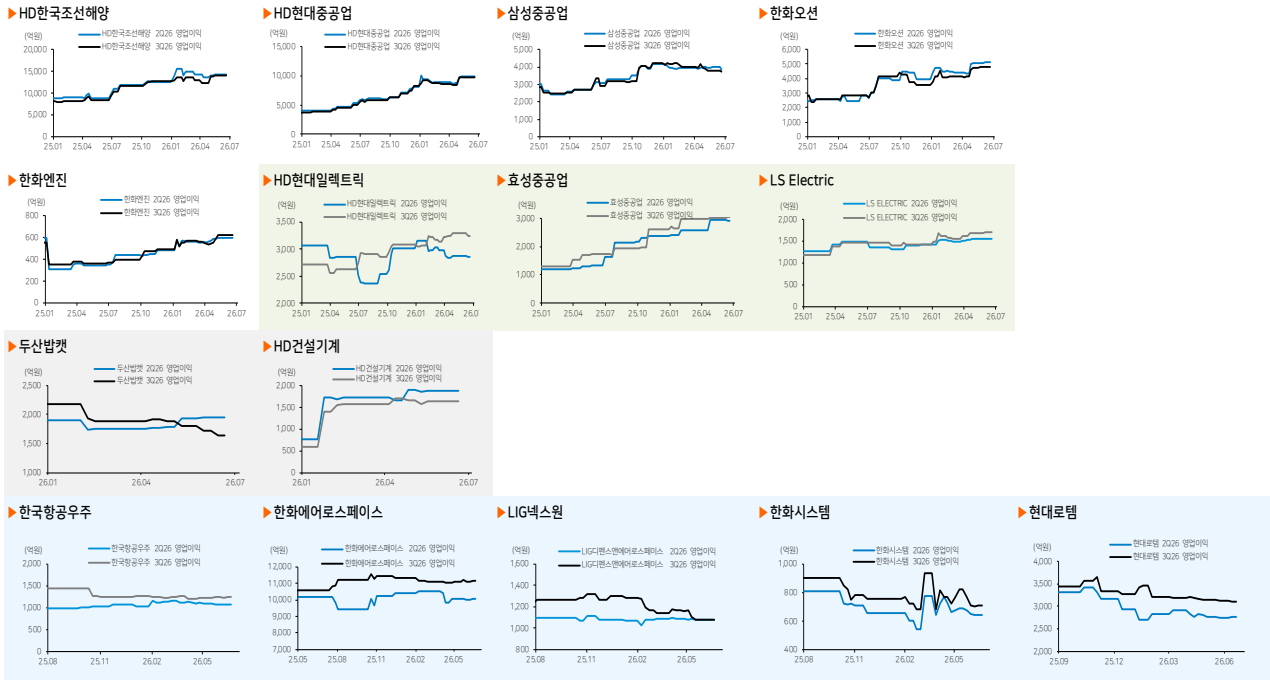 ▶HD한국조선해양
(억원)
HD한국조선해양 2Q26 영업이익
HD한국조선해양 3Q26 영업이익
20,000
15,000
10,000
5,000
0
25.01 25.04 25.07 25.10 26.01 26.04 26.07
▶HD현대중공업
(억원)
HD현대중공업 2Q26 영업이익
HD현대중공업 3Q26 영업이익
15,000
10,000
5,000
0
25.01 25.04 25.07 25.10 26.01 26.04 26.07
▶삼성중공업
(억원)
삼성중공업 2Q26 영업이익
삼성중공업 3Q26 영업이익
5,000
4,000
3,000
2,000
1,000
0
25.01 25.04 25.07 25.10 26.01 26.04 26.07
▶한화오션
(억원)
한화오션 2Q26 영업이익
한화오션 3Q26 영업이익
6,000
5,000
4,000
3,000
2,000
1,000
0
25.01 25.04 25.07 25.10 26.01 26.04 26.07
▶한화엔진
(억원)
한화엔진 2Q26 영업이익
한화엔진 3Q26 영업이익
800
600
400
200
0
25.01 25.04 25.07 25.10 26.01 26.04 26.07
▶HD현대일렉트릭
(억원)
HD현대일렉트릭 2Q26 영업이익
HD현대일렉트릭 3Q26 영업이익
3,500
3,000
2,500
2,000
25.01 25.04 25.07 25.10 26.01 26.04 26.07
▶효성중공업
(억원)
효성중공업 2Q26 영업이익
효성중공업 3Q26 영업이익
3,000
2,000
1,000
0
25.01 25.04 25.07 25.10 26.01 26.04 26.07
▶LS Electric
(억원)
LS ELECTRIC 2Q26 영업이익
LS ELECTRIC 3Q26 영업이익
2,000
1,500
1,000
500
0
25.01 25.04 25.07 25.10 26.01 26.04 26.07
▶두산밥캣
(억원)
두산밥캣 2Q26 영업이익
두산밥캣 3Q26 영업이익
2,500
2,000
1,500
1,000
26.01 26.04 26.07
▶HD건설기계
(억원)
HD건설기계 2Q26 영업이익
HD건설기계 3Q26 영업이익
2,000
1,500
1,000
500
0
26.01 26.04 26.07
▶한국항공우주
(억원)
한국항공우주 2Q26 영업이익
한국항공우주 3Q26 영업이익
2,000
1,500
1,000
500
0
25.08 25.11 26.02 26.05
▶한화에어로스페이스
(억원)
한화에어로스페이스 2Q26 영업이익
한화에어로스페이스 3Q26 영업이익
12,000
11,000
10,000
9,000
8,000
7,000
25.05 25.08 25.11 26.02 26.05
▶LIG넥스원
(억원)
LIG디펜스앤에어로스페이스 2Q26 영업이익
LIG디펜스앤에어로스페이스 3Q26 영업이익
1,600
1,400
1,200
1,000
800
25.08 25.11 26.02 26.05
▶한화시스템
(억원)
한화시스템 2Q26 영업이익
한화시스템 3Q26 영업이익
1,000
800
600
400
25.08 25.11 26.02 26.05
▶현대로템
(억원)
현대로템 2Q26 영업이익
현대로템 3Q26 영업이익
4,000
3,500
3,000
2,500
2,000
25.09 25.12 26.03 26.06